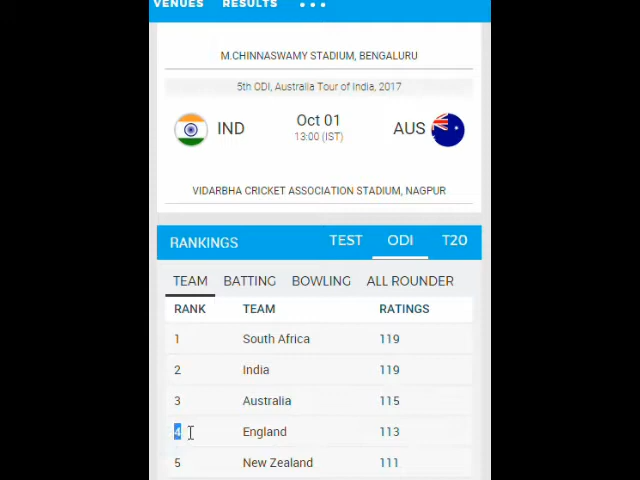 VENUES RESULTS ...
M.CHINNASWAMY STADIUM, BENGALURU
5th ODI, Australia Tour of India, 2017
IND Oct 01 AUS
13:00 (IST)
VIDARBHA CRICKET ASSOCIATION STADIUM, NAGPUR
RANKINGS TEST ODI T20
TEAM BATTING BOWLING ALL ROUNDER
RANK TEAM RATINGS
1 South Africa 119
2 India 119
3 Australia 115
4 England 113
5 New Zealand 111